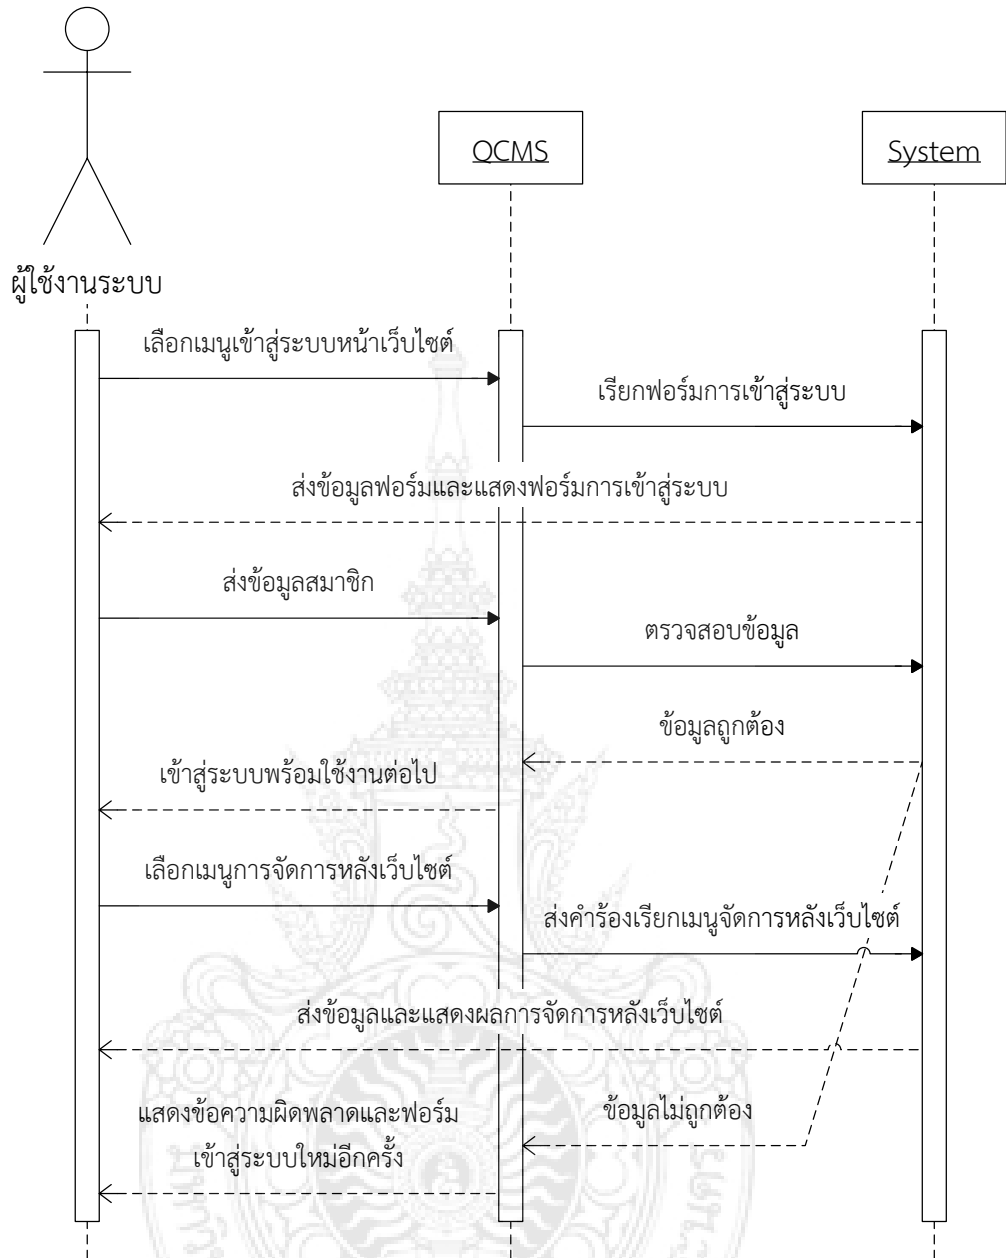 QCMS
System
ผู้ใช้งานระบบ
เลือกเมนูเข้าสู่ระบบหน้าเว็บไซต์
เรียกฟอร์มการเข้าสู่ระบบ
ส่งข้อมูลฟอร์มและแสดงฟอร์มการเข้าสู่ระบบ
ส่งข้อมูลสมาชิก
ตรวจสอบข้อมูล
ข้อมูลถูกต้อง
เข้าสู่ระบบพร้อมใช้งานต่อไป
เลือกเมนูการจัดการหลังเว็บไซต์
ส่งคำร้องเรียกเมนูจัดการหลังเว็บไซต์
ส่งข้อมูลและแสดงผลการจัดการหลังเว็บไซต์
ข้อมูลไม่ถูกต้อง
แสดงข้อความผิดพลาดและฟอร์ม
เข้าสู่ระบบใหม่อีกครั้ง